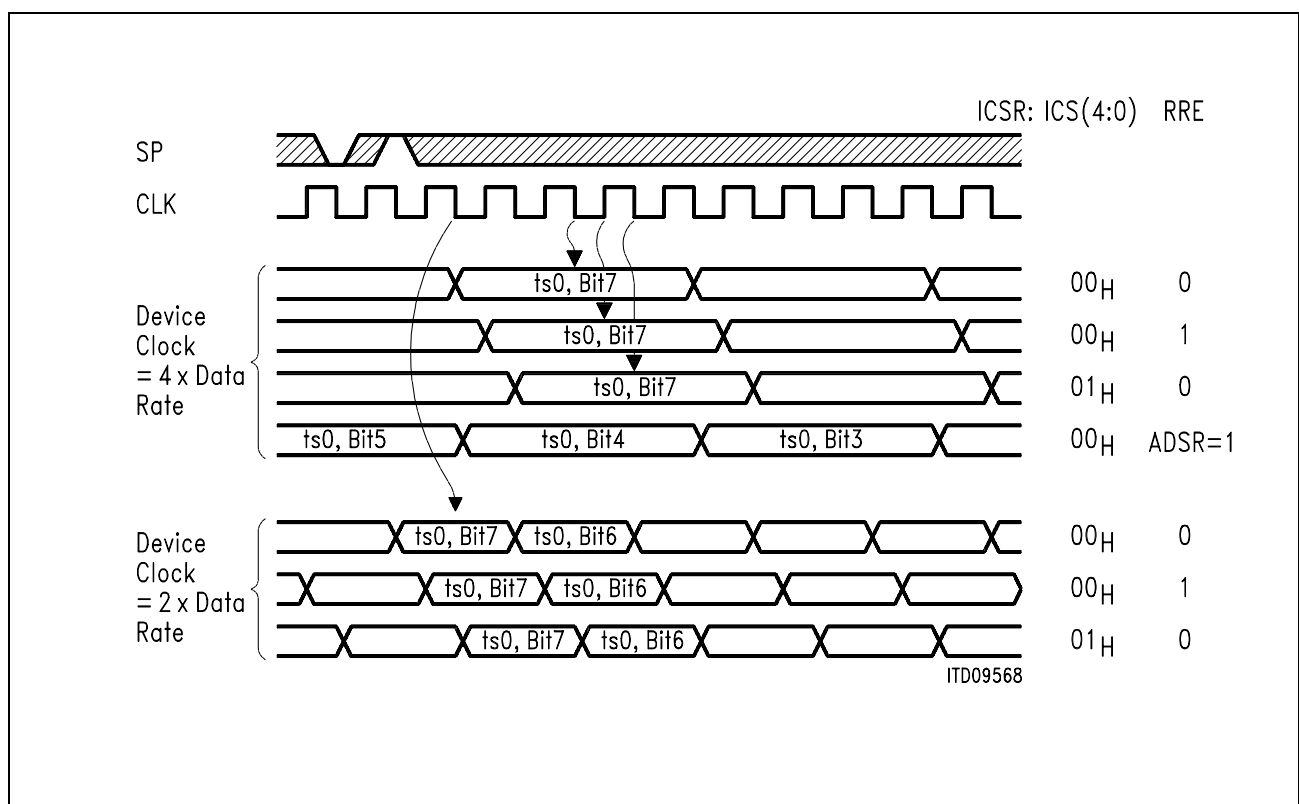 ICSR: ICS(4:0) RRE
SP
CLK
ts0, Bit7 00H 0
Device
Clock
= 4 x Data
Rate
ts0, Bit7 00H 1
ts0, Bit7 01H 0
ts0, Bit5 ts0, Bit4 ts0, Bit3 00H ADSR=1
Device
Clock
= 2 x Data
Rate
ts0, Bit7 ts0, Bit6 00H 0
ts0, Bit7 ts0, Bit6 00H 1
ts0, Bit7 ts0, Bit6 01H 0
ITD09568